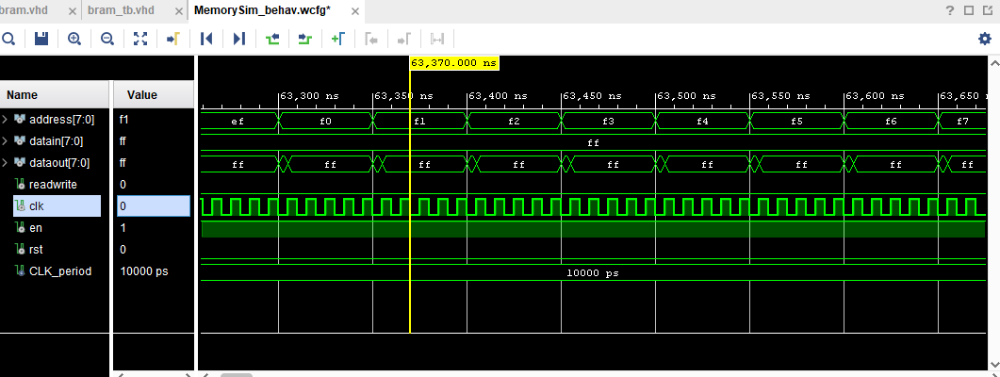 bram.vhd × bram_tb.vhd × MemorySim_behav.wcfg* ×
?
63,370.000 ns
Name Value
63,300 ns 63,350 ns 63,400 ns 63,450 ns 63,500 ns 63,550 ns 63,600 ns 63,650 ns
address[7:0] f1 ef f0 f1 f2 f3 f4 f5 f6 f7
datain[7:0] ff ff
dataout[7:0] ff ff ff ff ff ff ff ff ff ff
readwrite 0
clk 0
en 1
rst 0
CLK_period 10000 ps 10000 ps